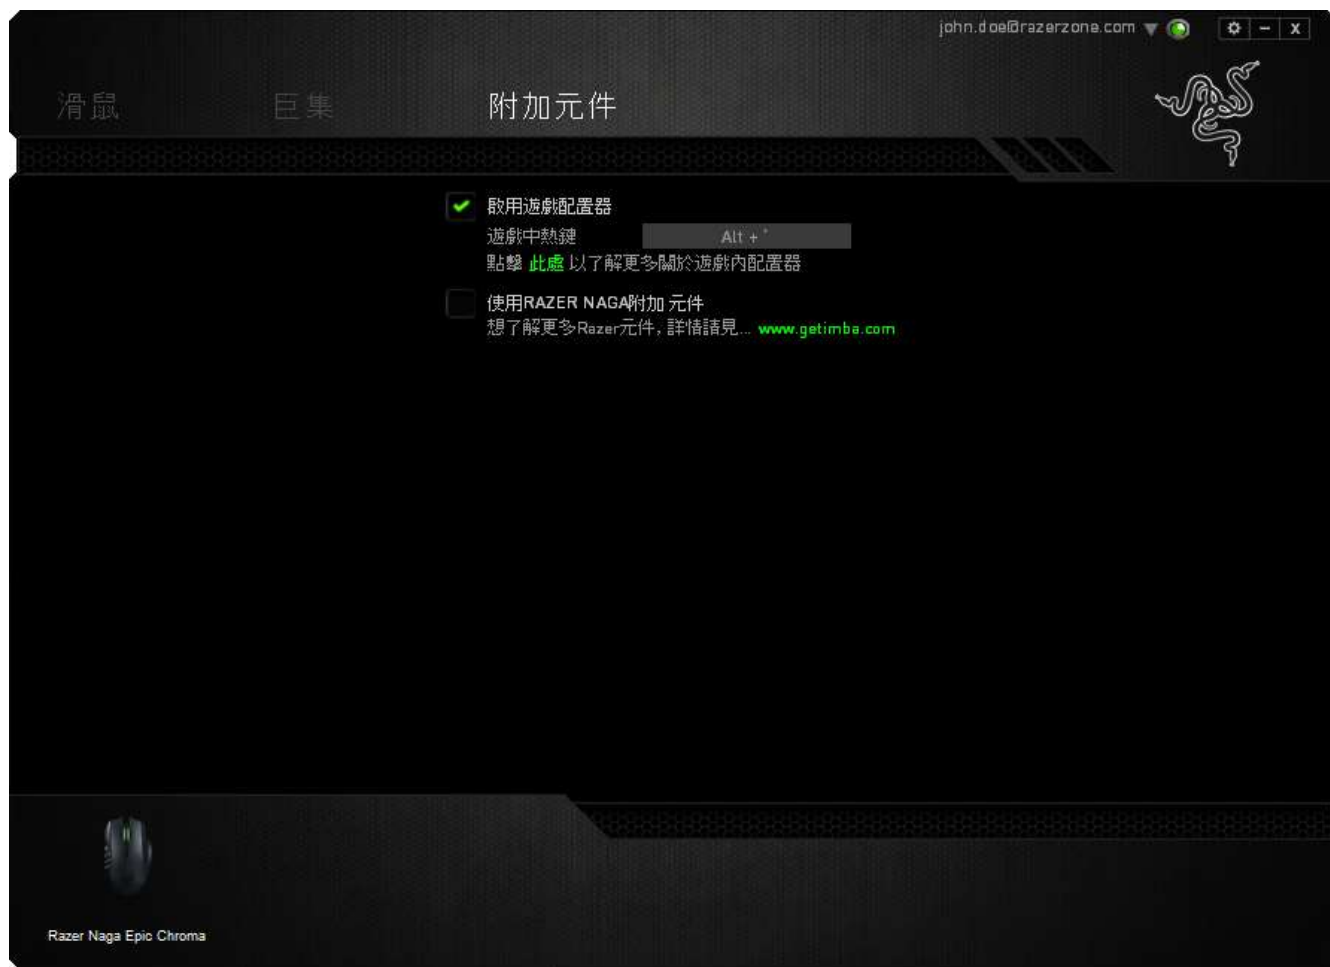 john.doe@razerzone.com
滑鼠 巨集 附加元件
啟用遊戲配置器
遊戲中熱鍵 Alt + `
點擊 此處 以了解更多關於遊戲內配置器
使用RAZER NAGA附加 元件
想了解更多Razer元件, 詳情請見... www.getimba.com
Razer Naga Epic Chroma